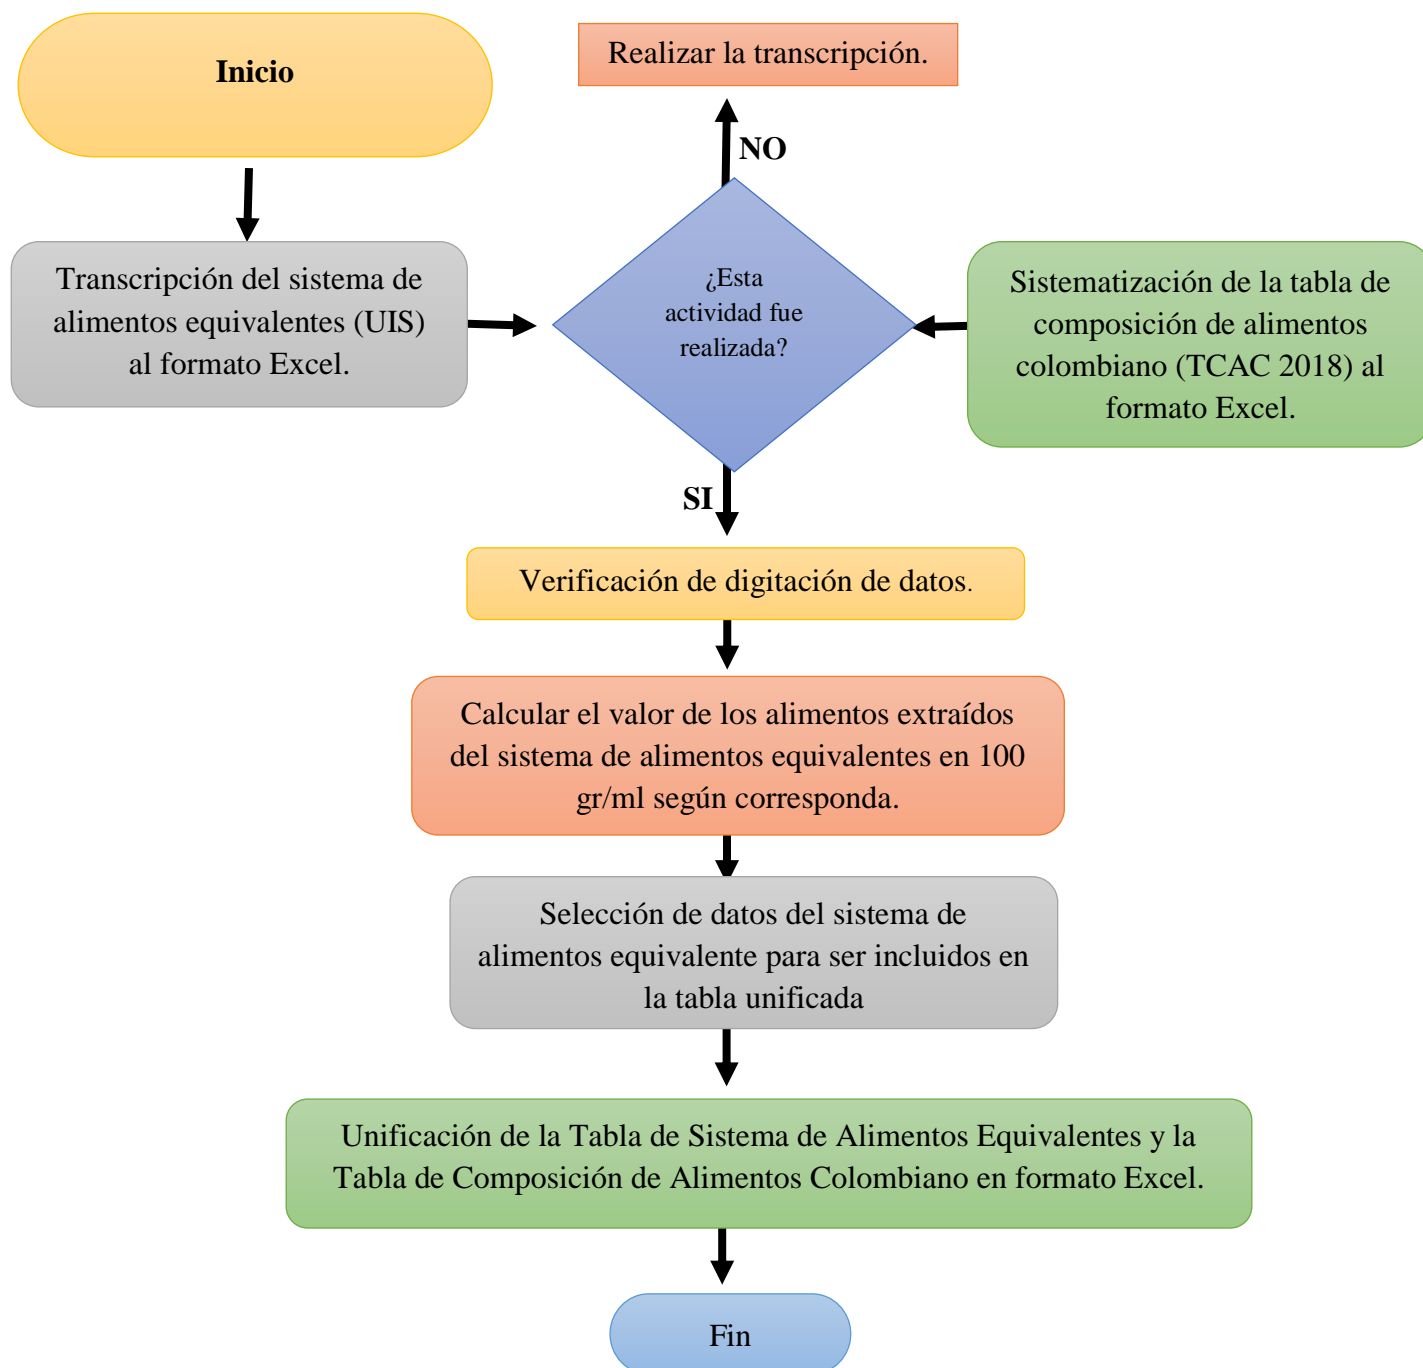 Inicio
Realizar la transcripción.
NO
Transcripción del sistema de
alimentos equivalentes (UIS)
al formato Excel.
¿Esta
actividad fue
realizada?
Sistematización de la tabla de
composición de alimentos
colombiano (TCAC 2018) al
formato Excel.
SI
Verificación de digitación de datos.
Calcular el valor de los alimentos extraídos
del sistema de alimentos equivalentes en 100
gr/ml según corresponda.
Selección de datos del sistema de
alimentos equivalente para ser incluidos en
la tabla unificada
Unificación de la Tabla de Sistema de Alimentos Equivalentes y la
Tabla de Composición de Alimentos Colombiano en formato Excel.
Fin